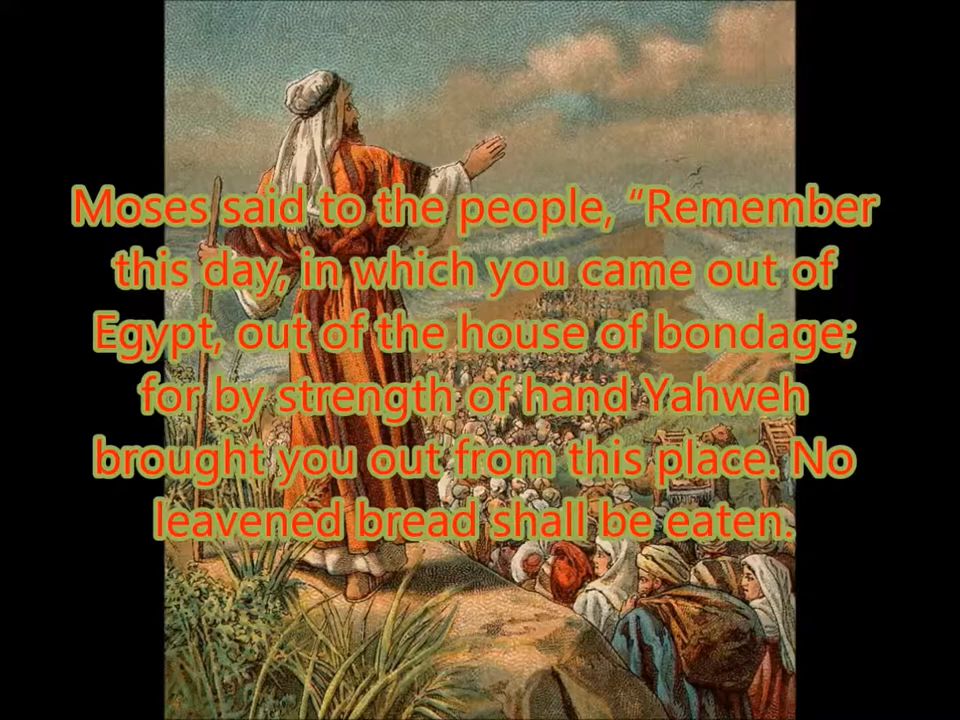 Moses said to the people, “Remember
this day, in which you came out of
Egypt, out of the house of bondage;
for by strength of hand Yahweh
brought you out from this place. No
leavened bread shall be eaten.